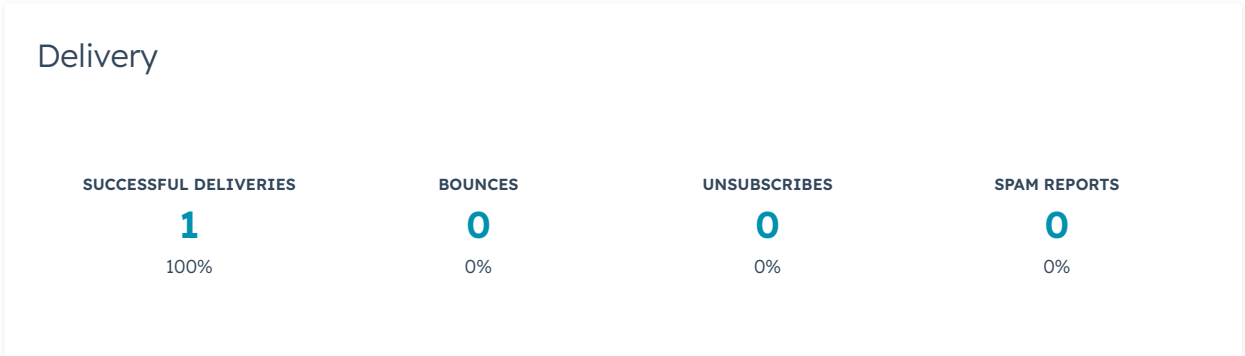 Delivery
SUCCESSFUL DELIVERIES
1
100%
BOUNCES
0
0%
UNSUBSCRIBES
0
0%
SPAM REPORTS
0
0%